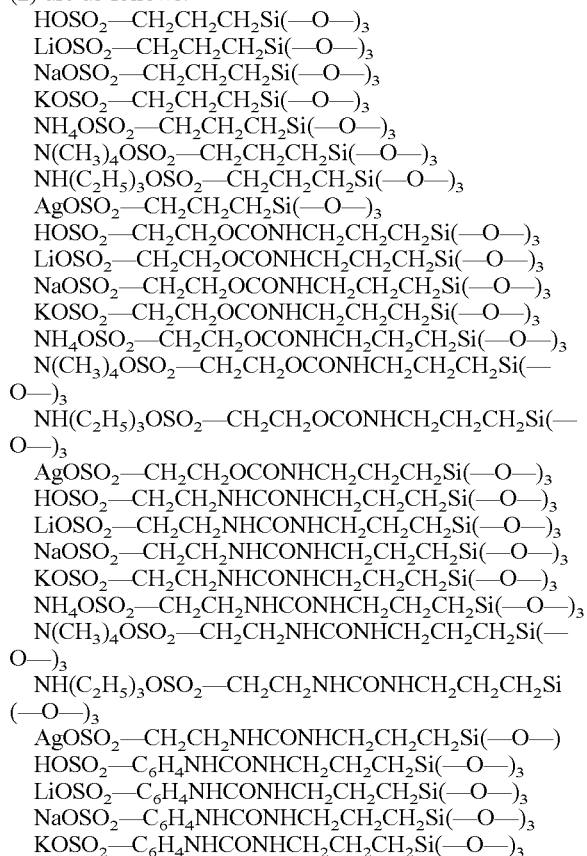 HOSO₂—CH₂CH₂CH₂Si(—O—)₃
LiOSO₂—CH₂CH₂CH₂Si(—O—)₃
NaOSO₂—CH₂CH₂CH₂Si(—O—)₃
KOSO₂—CH₂CH₂CH₂Si(—O—)₃
NH₄OSO₂—CH₂CH₂CH₂Si(—O—)₃
N(CH₃)₄OSO₂—CH₂CH₂CH₂Si(—O—)₃
NH(C₂H₅)₃OSO₂—CH₂CH₂CH₂Si(—O—)₃
AgOSO₂—CH₂CH₂CH₂Si(—O—)₃
HOSO₂—CH₂CH₂OCONHCH₂CH₂CH₂Si(—O—)₃
LiOSO₂—CH₂CH₂OCONHCH₂CH₂CH₂Si(—O—)₃
NaOSO₂—CH₂CH₂OCONHCH₂CH₂CH₂Si(—O—)₃
KOSO₂—CH₂CH₂OCONHCH₂CH₂CH₂Si(—O—)₃
NH₄OSO₂—CH₂CH₂OCONHCH₂CH₂CH₂Si(—O—)₃
N(CH₃)₄OSO₂—CH₂CH₂OCONHCH₂CH₂CH₂Si(—
O—)₃
NH(C₂H₅)₃OSO₂—CH₂CH₂OCONHCH₂CH₂CH₂Si(—
O—)₃
AgOSO₂—CH₂CH₂OCONHCH₂CH₂CH₂Si(—O—)₃
HOSO₂—CH₂CH₂NHCONHCH₂CH₂CH₂Si(—O—)₃
LiOSO₂—CH₂CH₂NHCONHCH₂CH₂CH₂Si(—O—)₃
NaOSO₂—CH₂CH₂NHCONHCH₂CH₂CH₂Si(—O—)₃
KOSO₂—CH₂CH₂NHCONHCH₂CH₂CH₂Si(—O—)₃
NH₄OSO₂—CH₂CH₂NHCONHCH₂CH₂CH₂Si(—O—)₃
N(CH₃)₄OSO₂—CH₂CH₂NHCONHCH₂CH₂CH₂Si(—
O—)₃
NH(C₂H₅)₃OSO₂—CH₂CH₂NHCONHCH₂CH₂CH₂Si
(—O—)₃
AgOSO₂—CH₂CH₂NHCONHCH₂CH₂CH₂Si(—O—)
HOSO₂—C₆H₄NHCONHCH₂CH₂CH₂Si(—O—)₃
LiOSO₂—C₆H₄NHCONHCH₂CH₂CH₂Si(—O—)₃
NaOSO₂—C₆H₄NHCONHCH₂CH₂CH₂Si(—O—)₃
KOSO₂—C₆H₄NHCONHCH₂CH₂CH₂Si(—O—)₃